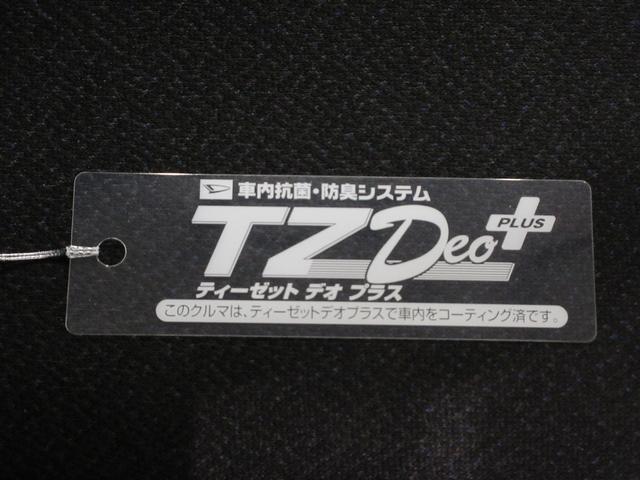 車内抗菌・防臭システム
TZDeo PLUS
ティーゼット デオ プラス
このクルマは、ティーゼットデオプラスで車内をコーティング済です。